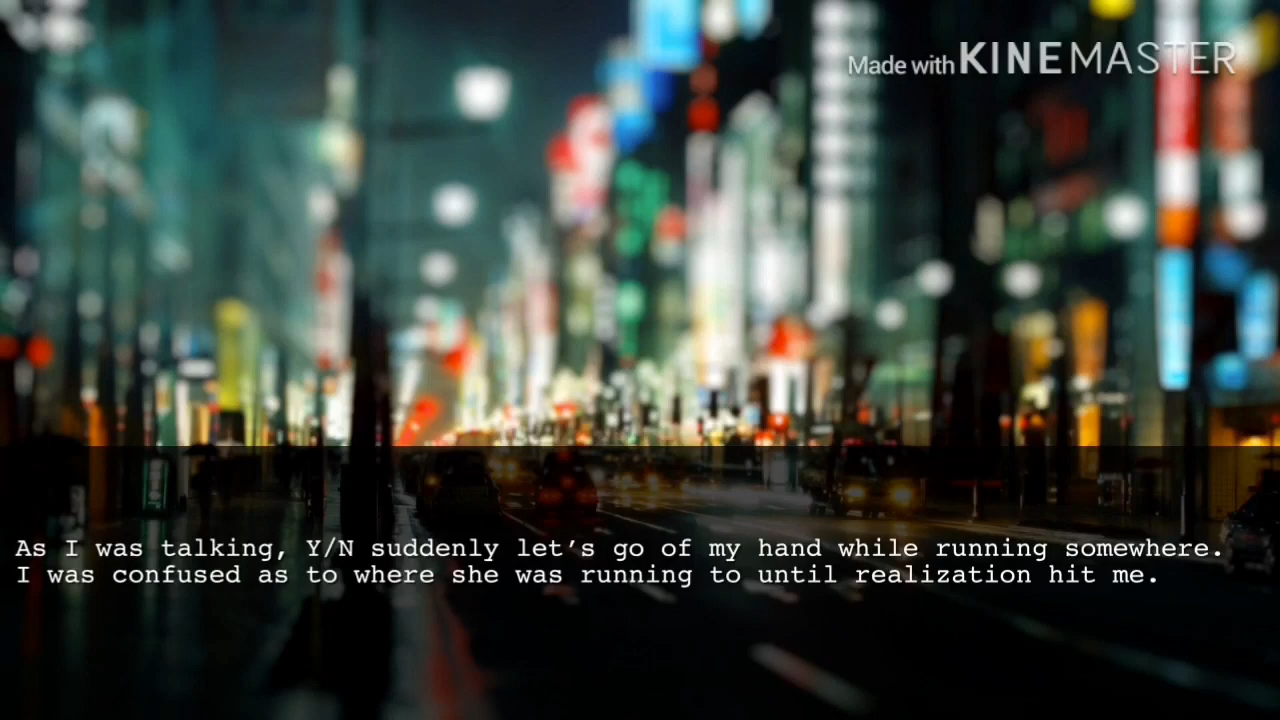 Made with KINEMASTER
As I was talking, Y/N suddenly let’s go of my hand while running somewhere.
I was confused as to where she was running to until realization hit me.